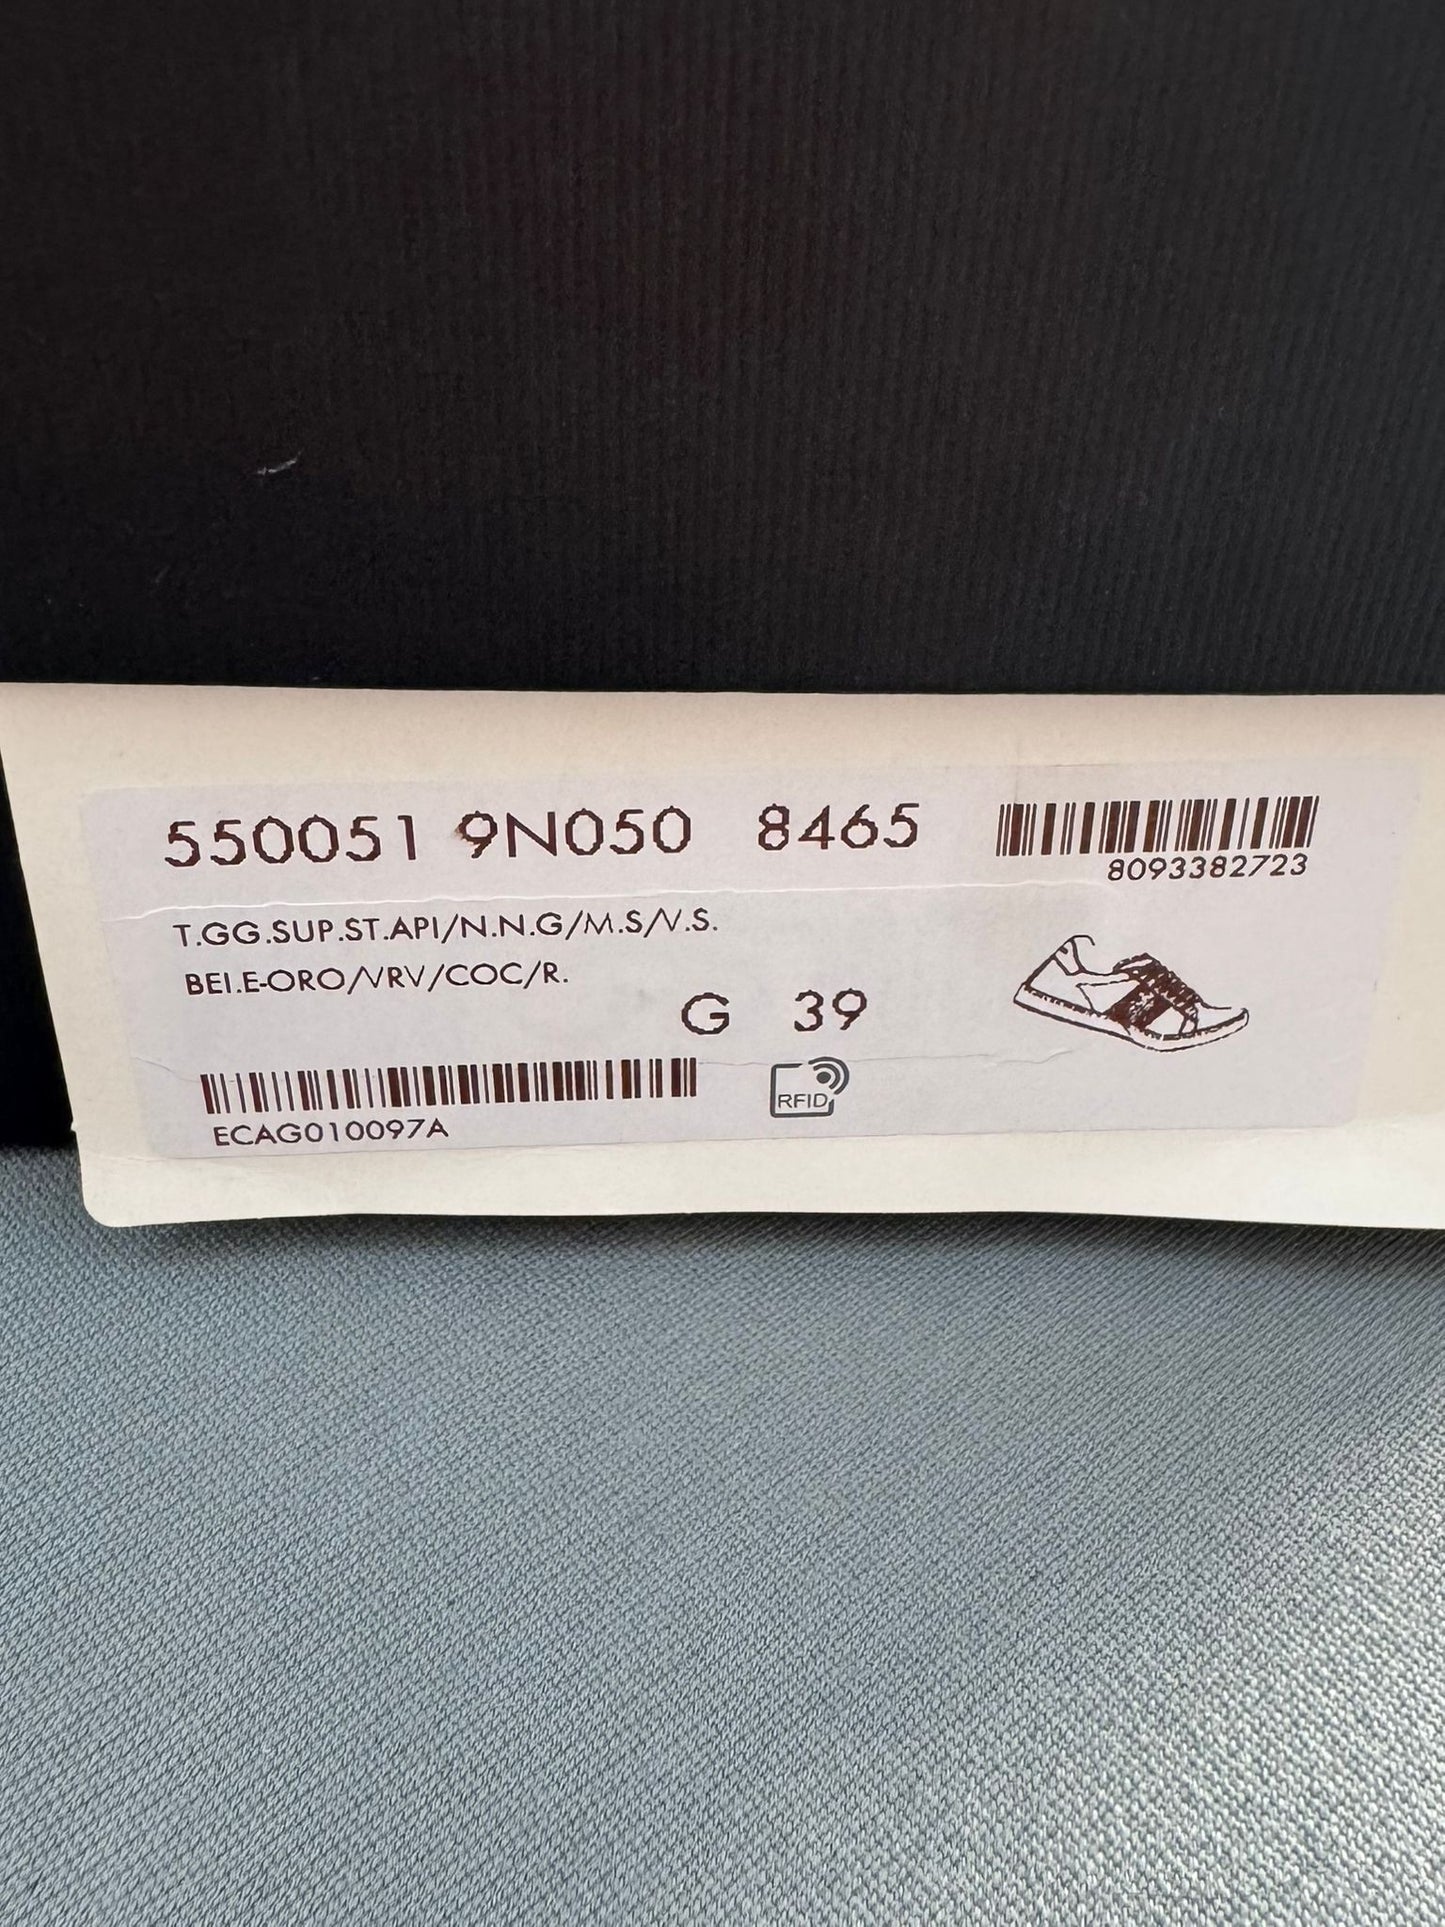 550051 9N050 8465
8093382723
T.GG.SUP.ST.API/N.N.G/M.S/V.S.
BEI.E-ORO/VRV/COC/R.
G 39
RFID
ECAG010097A